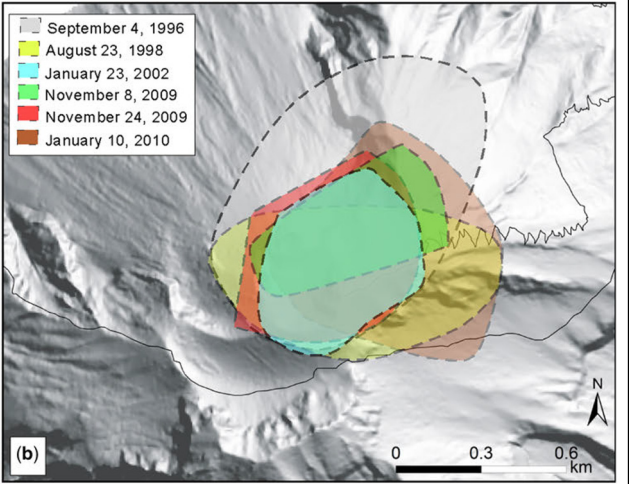 September 4, 1996
August 23, 1998
January 23, 2002
November 8, 2009
November 24, 2009
January 10, 2010
N
(b)
0 0.3 0.6
km